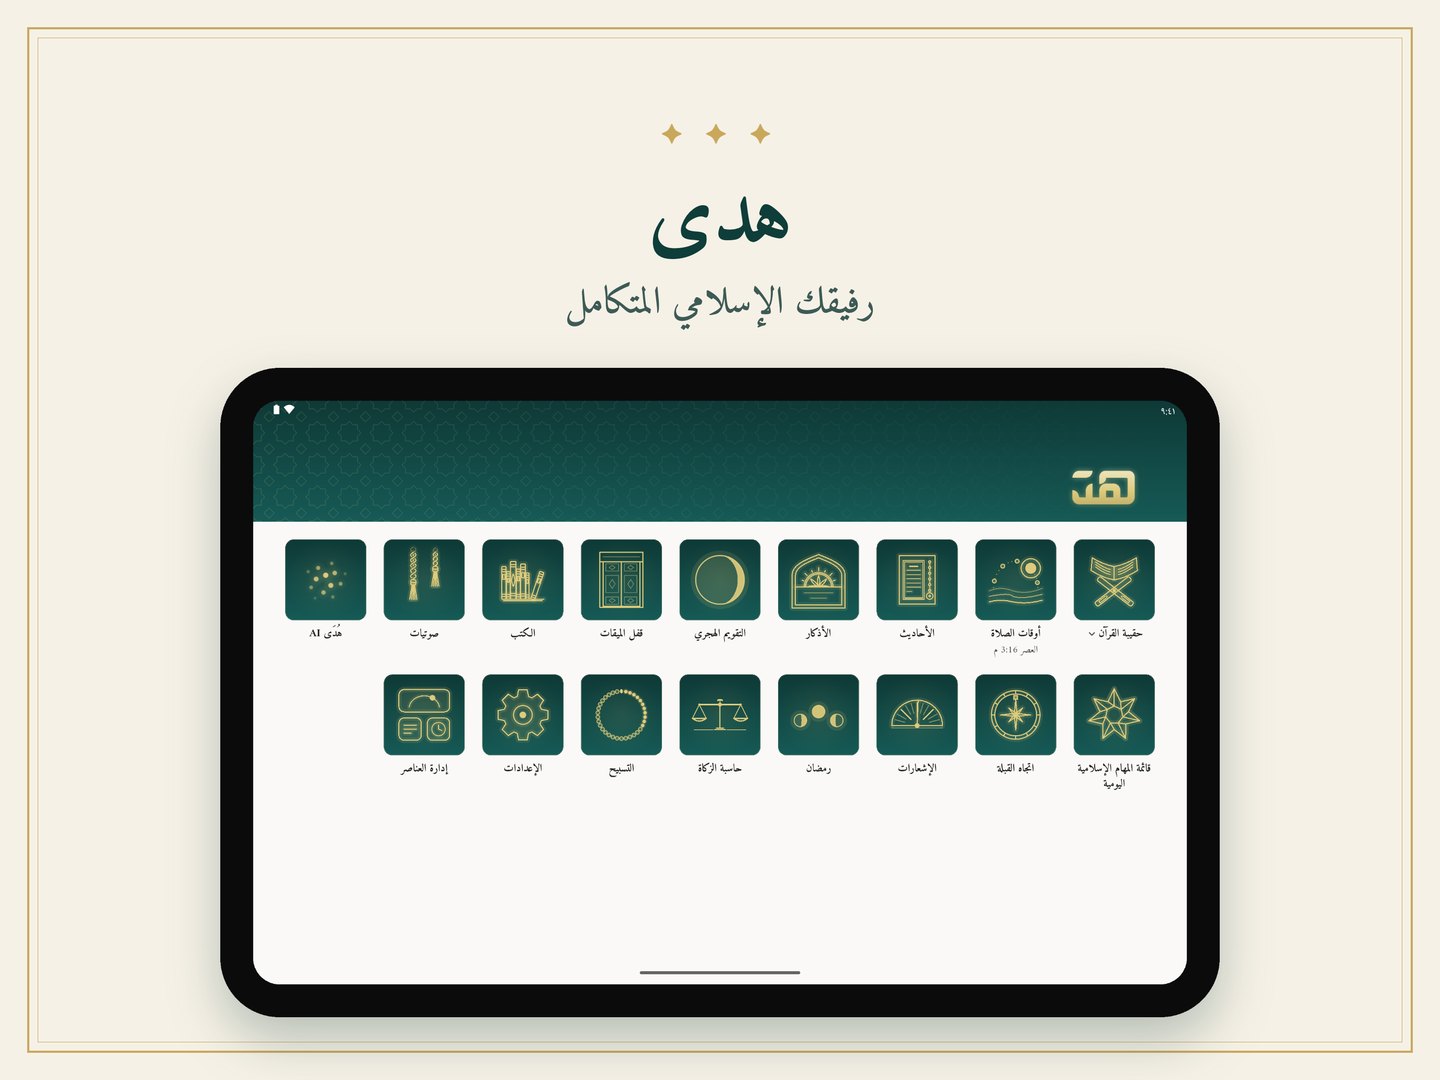 هدى
رفيقك الإسلامي المتكامل
٩:٤١
هدى
حقيبة القرآن
أوقات الصلاة
العصر 3:16 م
الأحاديث
الأذكار
التقويم الهجري
قفل الميقات
الكتب
صوتيات
هُدَى AI
قائمة المهام الإسلامية
اليومية
اتجاه القبلة
الإشعارات
رمضان
حاسبة الزكاة
التسبيح
الإعدادات
إدارة العناصر